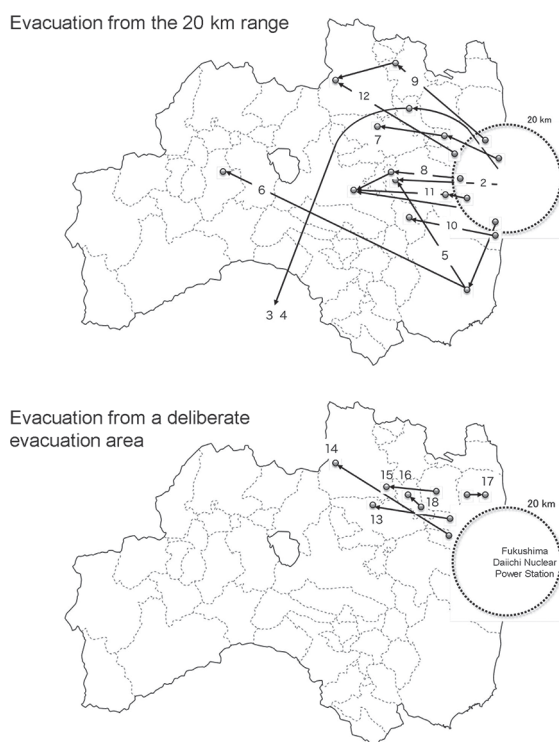 Evacuation from the 20 km range
20 km
9
12
7
8
2
6
11
10
5
3 4
Evacuation from a deliberate
evacuation area
14
15 16
17
18
13
20 km
Fukushima
Daiichi Nuclear
Power Station